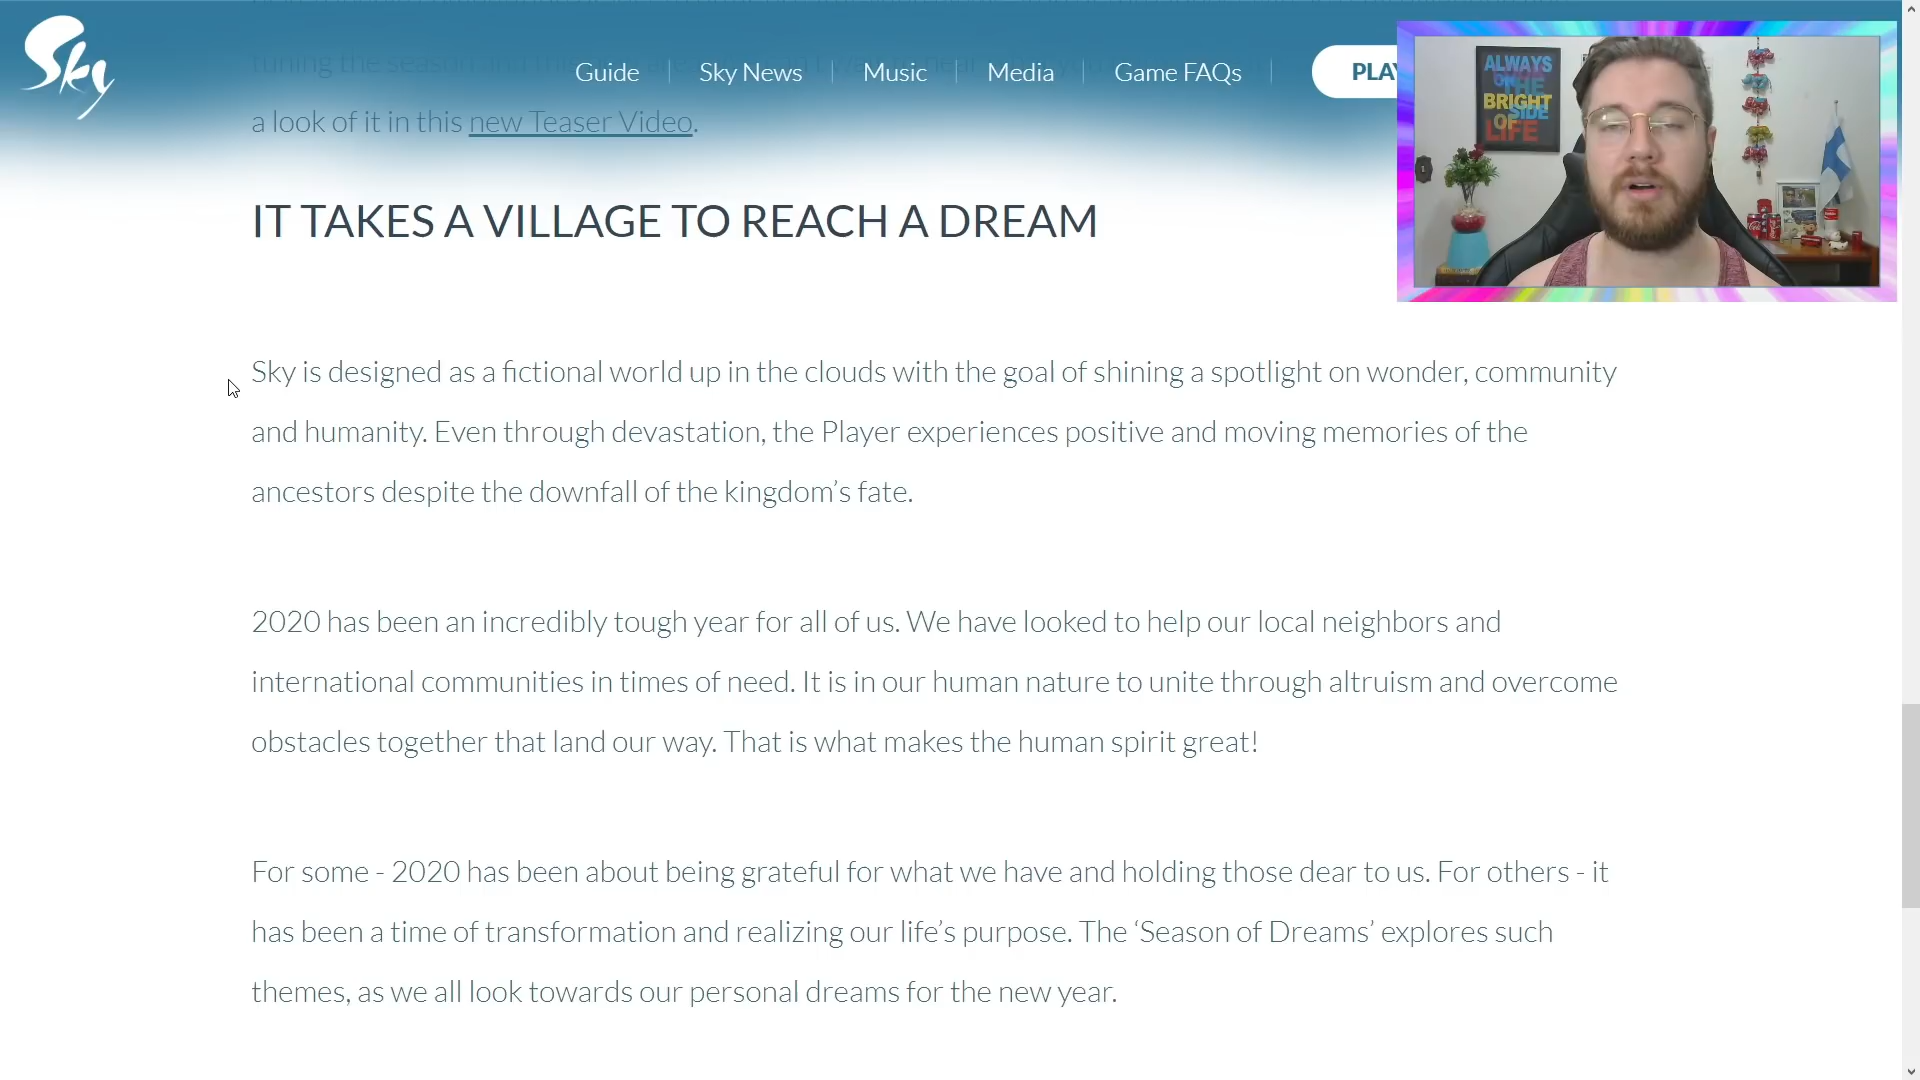 Sky
Guide
Sky News
Music
Media
Game FAQs
tuning the season
a look of it in this new Teaser Video.
ALWAYS
ON THE
BRIGHT
SIDE
OF
LIFE
IT TAKES A VILLAGE TO REACH A DREAM
Sky is designed as a fictional world up in the clouds with the goal of shining a spotlight on wonder, community
and humanity. Even through devastation, the Player experiences positive and moving memories of the
ancestors despite the downfall of the kingdom’s fate.
2020 has been an incredibly tough year for all of us. We have looked to help our local neighbors and
international communities in times of need. It is in our human nature to unite through altruism and overcome
obstacles together that land our way. That is what makes the human spirit great!
For some - 2020 has been about being grateful for what we have and holding those dear to us. For others - it
has been a time of transformation and realizing our life’s purpose. The ‘Season of Dreams’ explores such
themes, as we all look towards our personal dreams for the new year.